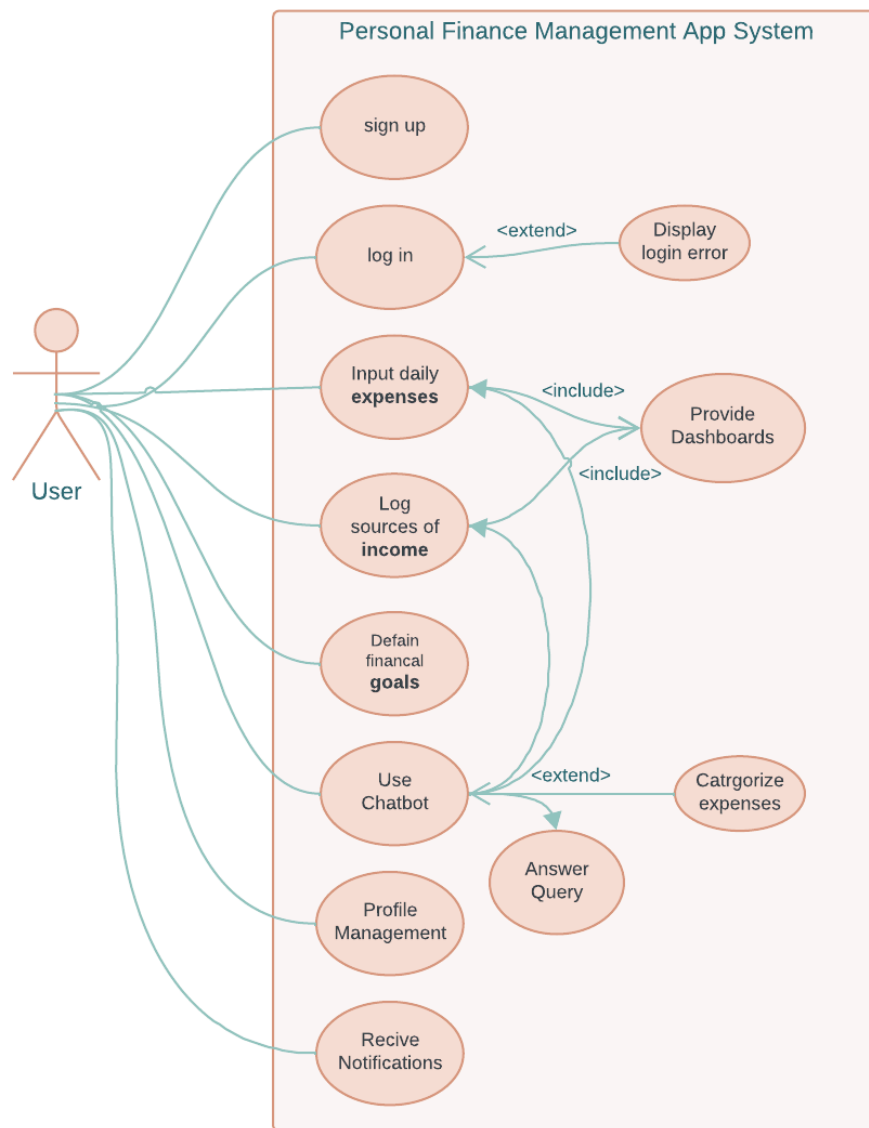 Personal Finance Management App System
sign up
log in
<extend>
Display
login error
Input daily
expenses
<include>
Provide
Dashboards
<include>
User
Log
sources of
income
Defain
financal
goals
Use
Chatbot
<extend>
Catrgorize
expenses
Answer
Query
Profile
Management
Recive
Notifications